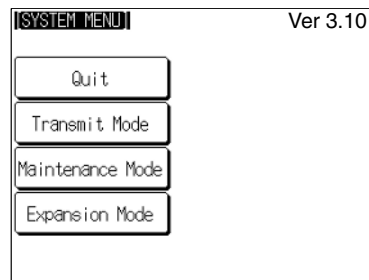 [SYSTEM MENU]
Ver 3.10
Quit
Transmit Mode
Maintenance Mode
Expansion Mode